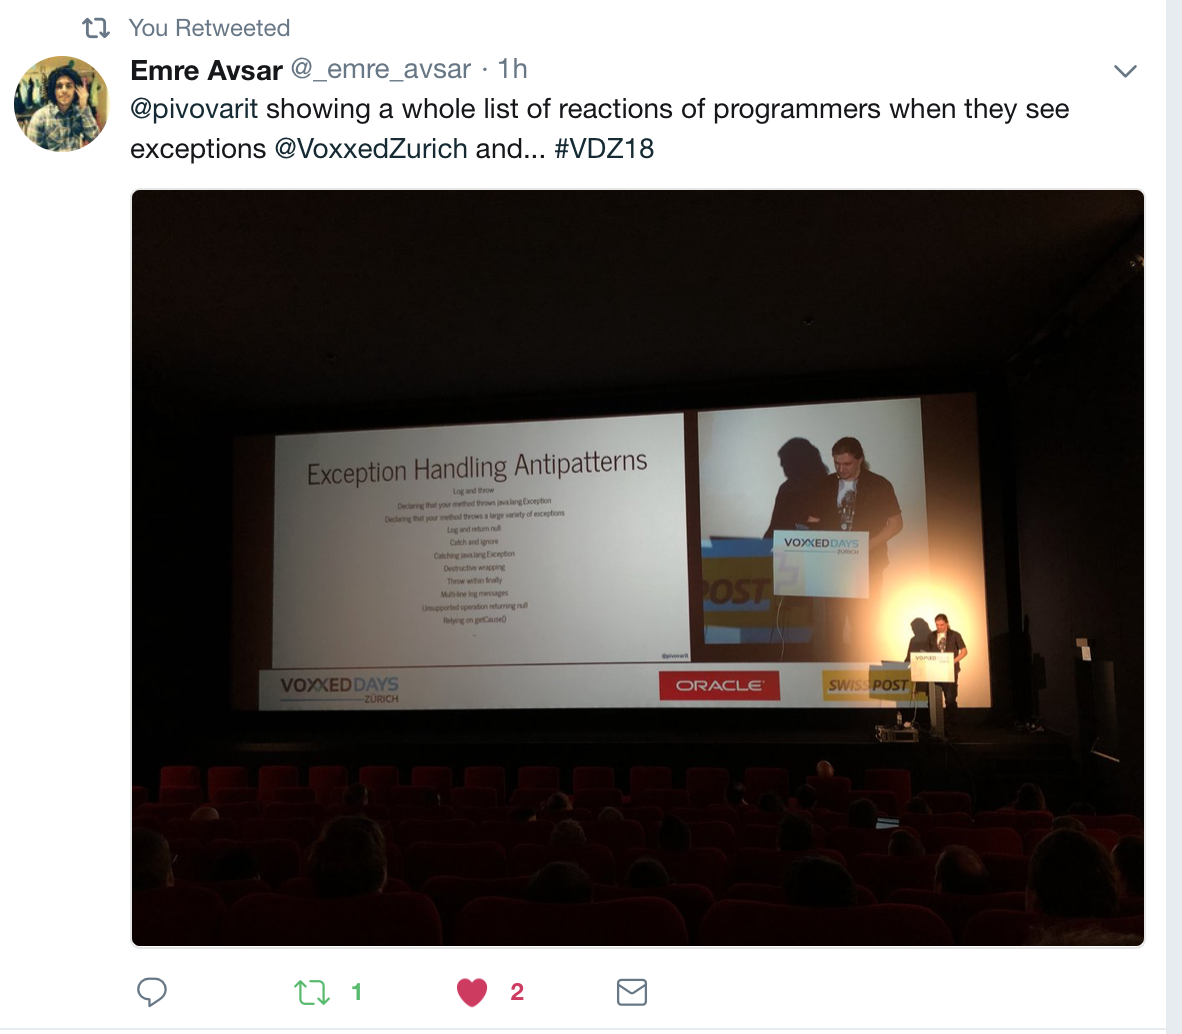 You Retweeted
Emre Avsar @_emre_avsar · 1h
@pivovarit showing a whole list of reactions of programmers when they see
exceptions @VoxxedZurich and... #VDZ18
Exception Handling Antipatterns
Log and throw
Declaring that your method throws java.lang.Exception
Declaring that your method throws a large variety of exceptions
Log and return null
Catch and ignore
Catching java.lang.Exception
Destructive wrapping
Throw within finally
Multi-line log messages
Unsupported operation returning null
Relying on getCause()
...
@pivovarit
VOXXED DAYS
ZÜRICH
POST
VOXXED DAYS
ZÜRICH
ORACLE
SWISS POST
VOXXED
1
2